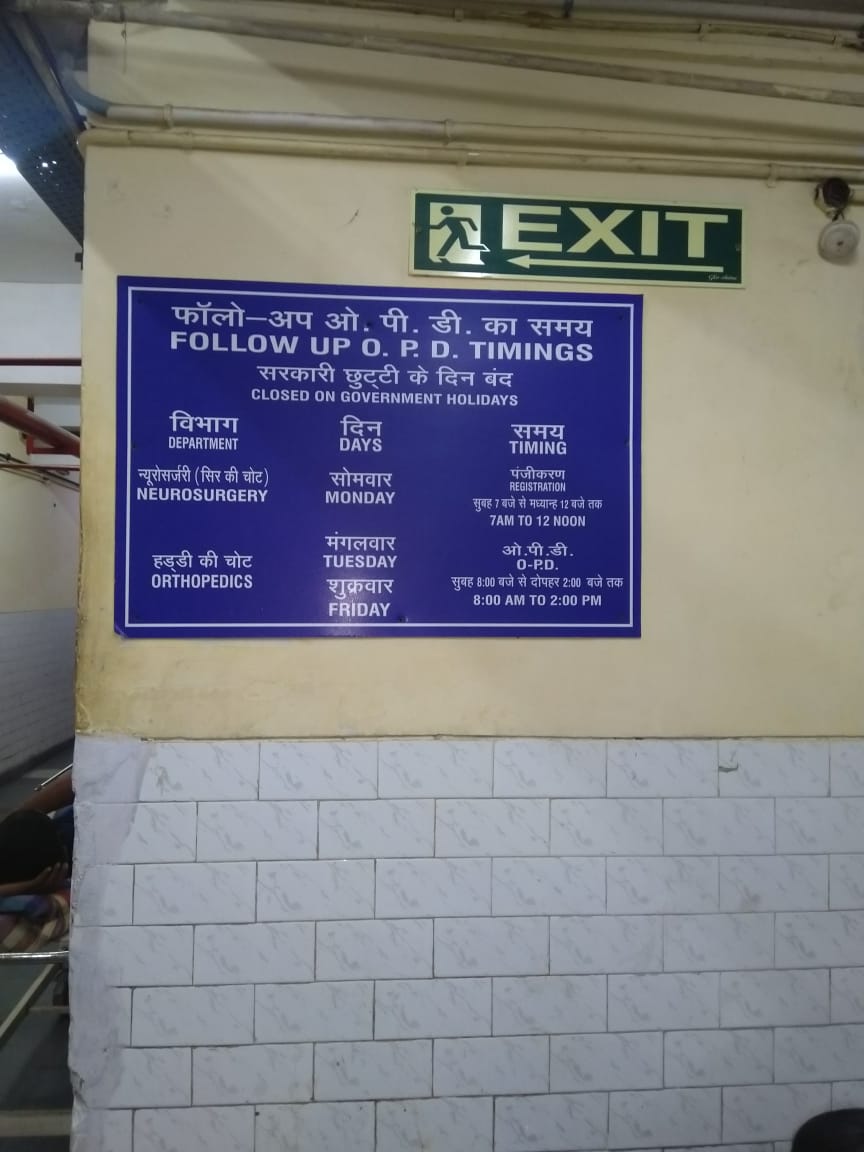 EXIT
फॉलो–अप ओ. पी. डी. का समय
FOLLOW UP O. P. D. TIMINGS
सरकारी छुट्टी के दिन बंद
CLOSED ON GOVERNMENT HOLIDAYS
विभाग दिन समय
DEPARTMENT DAYS TIMING
न्यूरोसर्जरी (सिर की चोट) सोमवार पंजीकरण
NEUROSURGERY MONDAY REGISTRATION
सुबह 7 बजे से मध्यान्ह 12 बजे तक
7AM TO 12 NOON
हड्डी की चोट मंगलवार ओ.पी.डी.
ORTHOPEDICS TUESDAY O-P.D.
शुक्रवार सुबह 8:00 बजे से दोपहर 2:00 बजे तक
FRIDAY 8:00 AM TO 2:00 PM